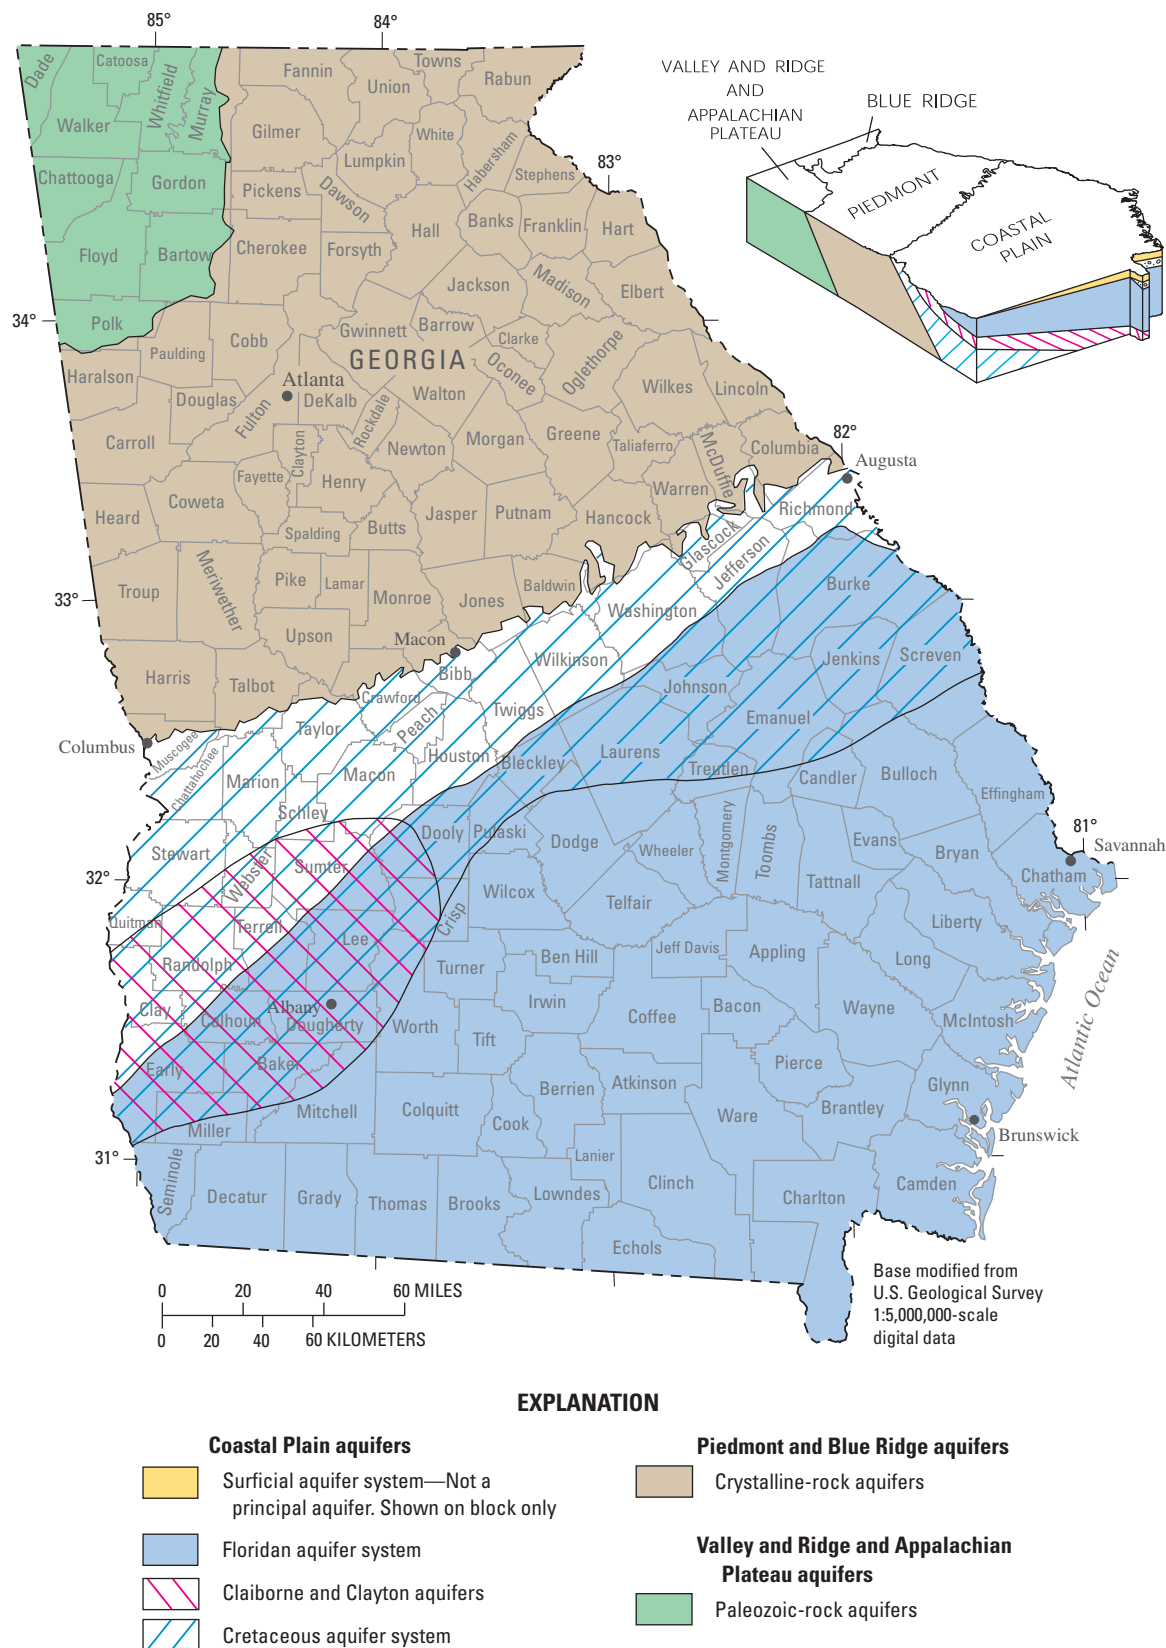 85°
84°
Dade
Catoosa
Whitfield
Murray
Fannin
Union
Towns
Rabun
Walker
Gilmer
White
Lumpkin
Habersham
83°
Chattooga
Gordon
Pickens
Dawson
Stephens
Floyd
Bartow
Cherokee
Forsyth
Hall
Banks
Franklin
Hart
Jackson
Madison
Elbert
34°
Polk
Cobb
Gwinnett
Barrow
Clarke
Paulding
GEORGIA
Oconee
Oglethorpe
Haralson
Atlanta
Wilkes
Lincoln
Douglas
Fulton
DeKalb
Rockdale
Walton
Carroll
Clayton
Newton
Morgan
Greene
Taliaferro
McDuffie
Columbia
82°
Augusta
Fayette
Henry
Warren
Heard
Coweta
Butts
Jasper
Putnam
Hancock
Richmond
Spalding
Glascock
Jefferson
Troup
Meriwether
Pike
Lamar
Monroe
Jones
Baldwin
Burke
33°
Washington
Upson
Macon
Wilkinson
Jenkins
Screven
Harris
Talbot
Bibb
Johnson
Crawford
Peach
Twiggs
Emanuel
Columbus
Muscogee
Taylor
Houston
Laurens
Chattahochee
Marion
Macon
Bleckley
Treutlen
Candler
Bulloch
Effingham
Schley
Dooly
Pulaski
Dodge
Montgomery
Toombs
Evans
81°
Savannah
Stewart
Webster
Sumter
Wheeler
Bryan
Chatham
32°
Wilcox
Tattnall
Quitman
Terrell
Crisp
Telfair
Liberty
Lee
Randolph
Turner
Ben Hill
Jeff Davis
Appling
Long
Clay
Albany
Irwin
Bacon
Wayne
McIntosh
Atlantic Ocean
Calhoun
Dougherty
Worth
Tift
Coffee
Early
Baker
Berrien
Atkinson
Pierce
Glynn
Mitchell
Colquitt
Cook
Ware
Brantley
Miller
Brunswick
31°
Seminole
Lanier
Decatur
Grady
Thomas
Brooks
Lowndes
Clinch
Charlton
Camden
Echols
VALLEY AND RIDGE
AND
APPALACHIAN
PLATEAU
BLUE RIDGE
PIEDMONT
COASTAL
PLAIN
0 20 40 60 MILES
0 20 40 60 KILOMETERS
Base modified from
U.S. Geological Survey
1:5,000,000-scale
digital data
EXPLANATION
Coastal Plain aquifers
Surficial aquifer system—Not a
principal aquifer. Shown on block only
Floridan aquifer system
Claiborne and Clayton aquifers
Cretaceous aquifer system
Piedmont and Blue Ridge aquifers
Crystalline-rock aquifers
Valley and Ridge and Appalachian
Plateau aquifers
Paleozoic-rock aquifers